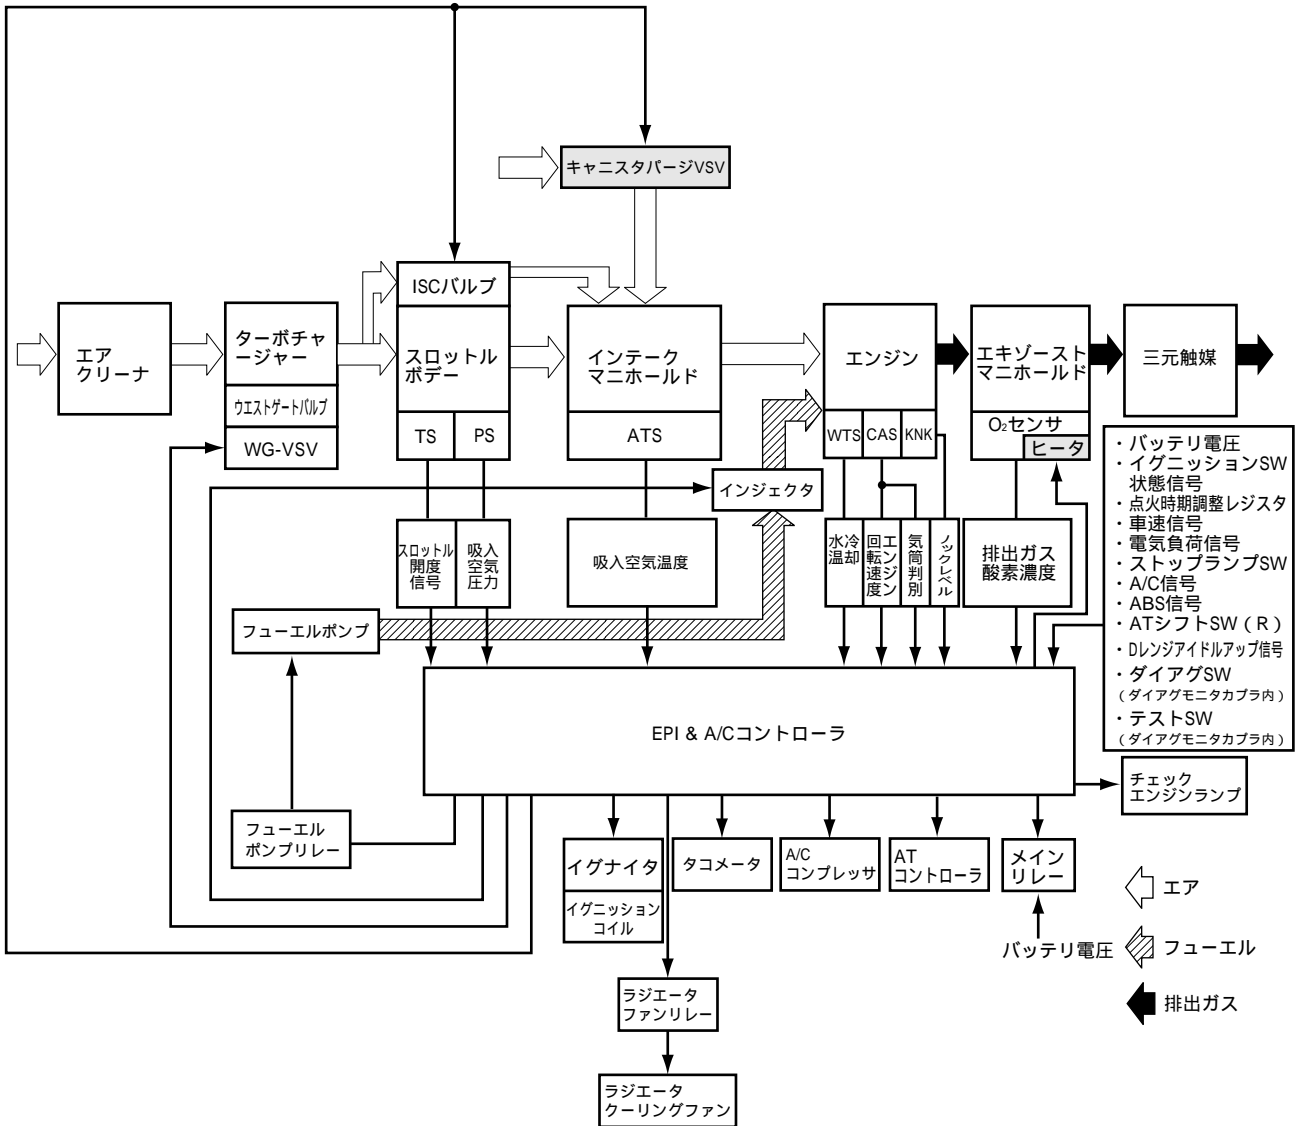 キャニスタパージVSV
ISCバルブ
エア
クリーナ
ターボチャ
ージャー
ウエストゲートバルブ
WG-VSV
スロットル
ボデー
TS
PS
インテーク
マニホールド
ATS
エンジン
WTS
CAS
KNK
エキゾースト
マニホールド
O₂センサ
ヒータ
三元触媒
インジェクタ
スロットル
開度
信号
吸入
空気
圧力
吸入空気温度
水冷
温却
エンジン
回転速度
気筒判別
ノックレベル
排出ガス
酸素濃度
・バッテリ電圧
・イグニッションSW
状態信号
・点火時期調整レジスタ
・車速信号
・電気負荷信号
・ストップランプSW
・A/C信号
・ABS信号
・ATシフトSW(R)
・Dレンジアイドルアップ信号
・ダイアグSW
(ダイアグモニタカプラ内)
・テストSW
(ダイアグモニタカプラ内)
フューエルポンプ
EPI & A/Cコントローラ
チェック
エンジンランプ
フューエル
ポンプリレー
イグナイタ
イグニッション
コイル
タコメータ
A/C
コンプレッサ
AT
コントローラ
メイン
リレー
バッテリ電圧
エア
フューエル
排出ガス
ラジエータ
ファンリレー
ラジエータ
クーリングファン